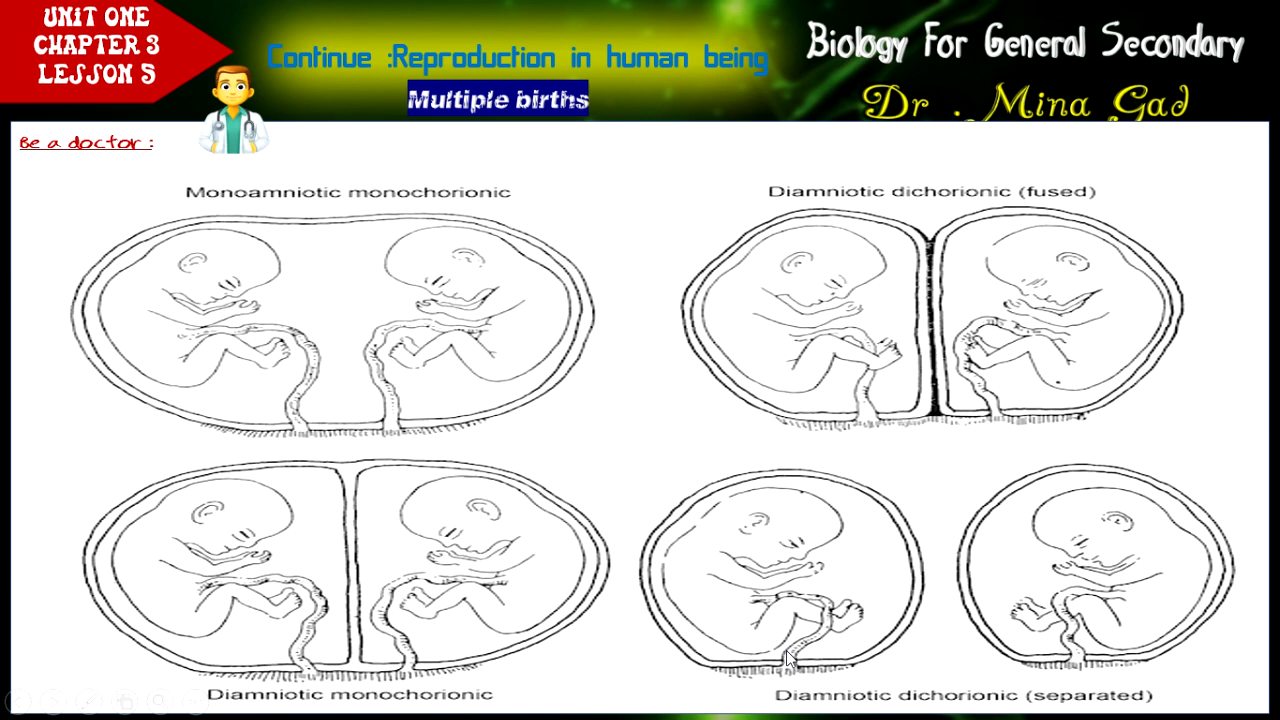 UNIT ONE
CHAPTER 3
LESSON 5
Continue :Reproduction in human being
Multiple births
Biology For General Secondary
Dr . Mina Gad
Be a doctor :
Monoamniotic monochorionic
Diamniotic dichorionic (fused)
Diamniotic monochorionic
Diamniotic dichorionic (separated)